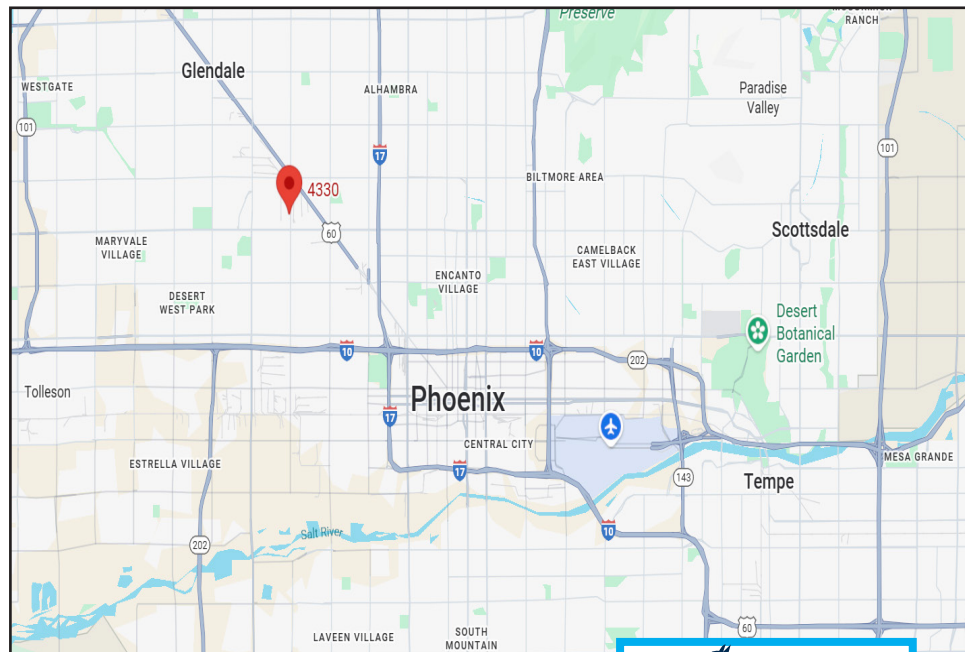 Preserve
RANCH
Glendale
WESTGATE
ALHAMBRA
Paradise
Valley
101
17
101
BILTMORE AREA
4330
60
Scottsdale
MARYVALE
VILLAGE
CAMELBACK
EAST VILLAGE
ENCANTO
VILLAGE
DESERT
WEST PARK
Desert
Botanical
Garden
10
10
202
Tolleson
Phoenix
17
CENTRAL CITY
ESTRELLA VILLAGE
17
MESA GRANDE
143
Tempe
Salt River
10
202
60
LAVEEN VILLAGE
SOUTH
MOUNTAIN